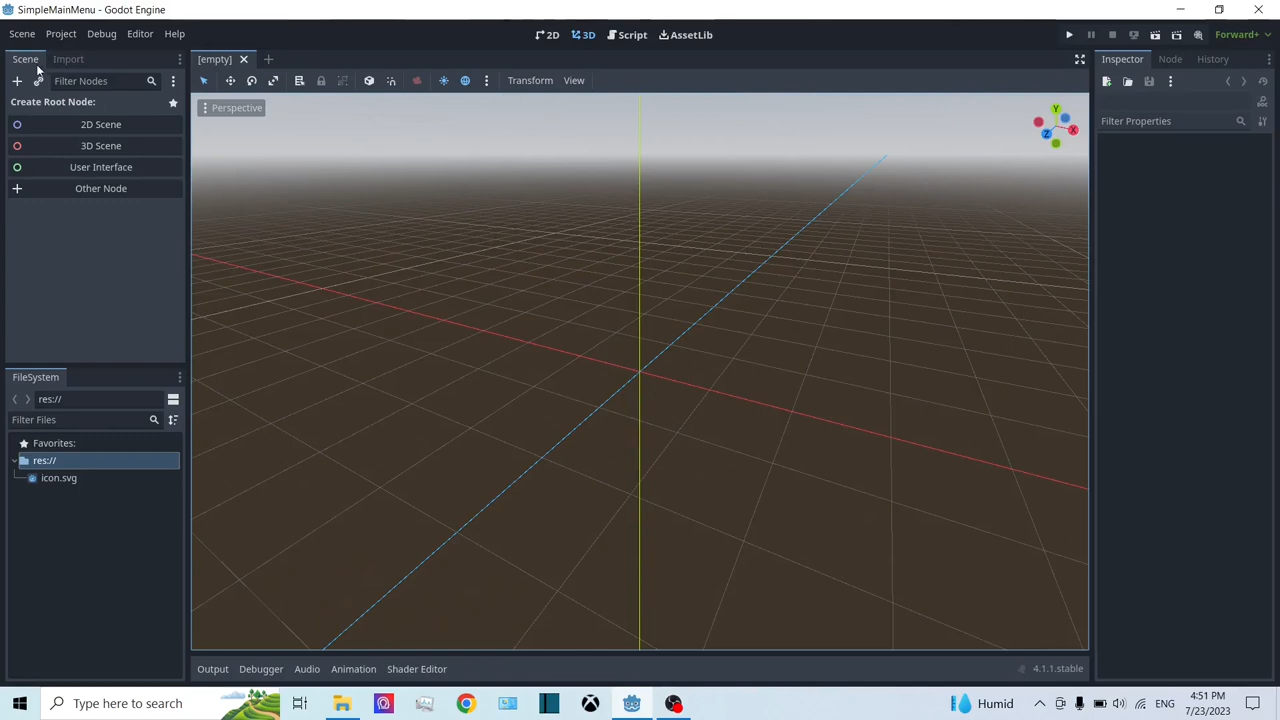 SimpleMainMenu - Godot Engine
Scene Project Debug Editor Help
2D 3D Script AssetLib
Forward+
Scene Import
[empty]
Inspector Node History
Filter Nodes
Transform View
Create Root Node:
Perspective
Y
X
Z
Filter Properties
2D Scene
3D Scene
User Interface
Other Node
FileSystem
res://
Filter Files
Favorites:
res://
icon.svg
Output Debugger Audio Animation Shader Editor
4.1.1.stable
Type here to search
Humid
ENG
4:51 PM
7/23/2023